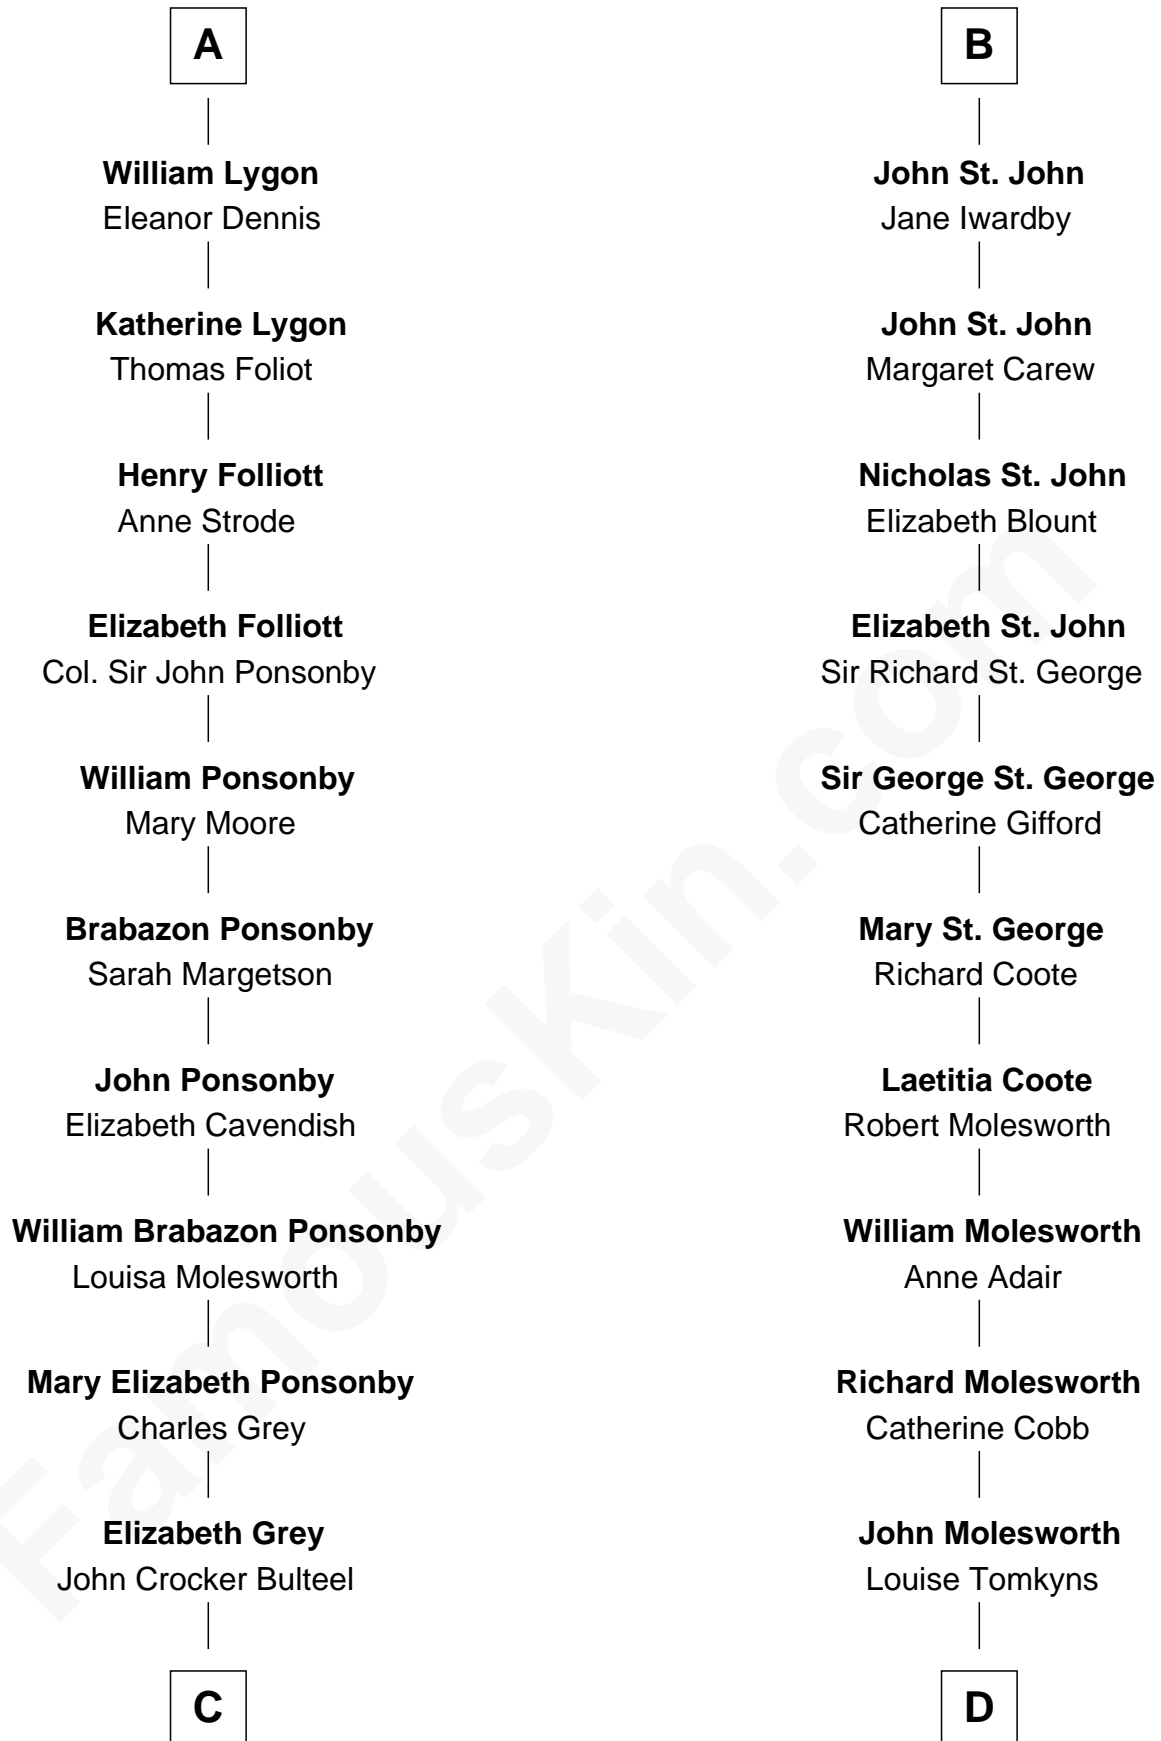 A
William Lygon
Eleanor Dennis
Katherine Lygon
Thomas Foliot
Henry Folliott
Anne Strode
Elizabeth Folliott
Col. Sir John Ponsonby
William Ponsonby
Mary Moore
Brabazon Ponsonby
Sarah Margetson
John Ponsonby
Elizabeth Cavendish
William Brabazon Ponsonby
Louisa Molesworth
Mary Elizabeth Ponsonby
Charles Grey
Elizabeth Grey
John Crocker Bulteel
C
B
John St. John
Jane Iwardby
John St. John
Margaret Carew
Nicholas St. John
Elizabeth Blount
Elizabeth St. John
Sir Richard St. George
Sir George St. George
Catherine Gifford
Mary St. George
Richard Coote
Laetitia Coote
Robert Molesworth
William Molesworth
Anne Adair
Richard Molesworth
Catherine Cobb
John Molesworth
Louise Tomkyns
D
FamousKin.com